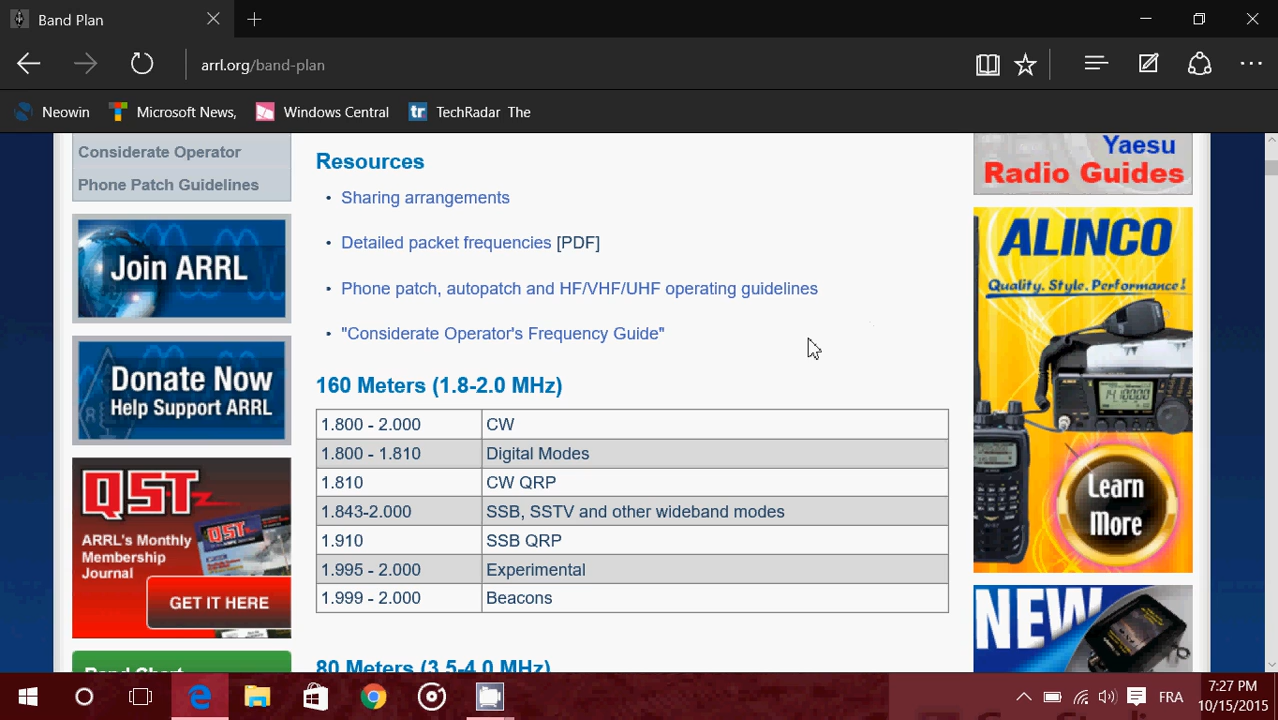 Band Plan
arrl.org/band-plan
Neowin
Microsoft News,
Windows Central
tr
TechRadar The
Considerate Operator
Phone Patch Guidelines
Join ARRL
Donate Now
Help Support ARRL
QST
QST
ARRL's Monthly
Membership
Journal
GET IT HERE
Band Chart
Resources
• Sharing arrangements
• Detailed packet frequencies [PDF]
• Phone patch, autopatch and HF/VHF/UHF operating guidelines
• "Considerate Operator's Frequency Guide"
160 Meters (1.8-2.0 MHz)
1.800 - 2.000 CW
1.800 - 1.810 Digital Modes
1.810 CW QRP
1.843-2.000 SSB, SSTV and other wideband modes
1.910 SSB QRP
1.995 - 2.000 Experimental
1.999 - 2.000 Beacons
80 Meters (3.5-4.0 MHz)
Yaesu
Radio Guides
ALINCO
Quality. Style. Performance!
Learn
More
NEW
FRA
7:27 PM
10/15/2015